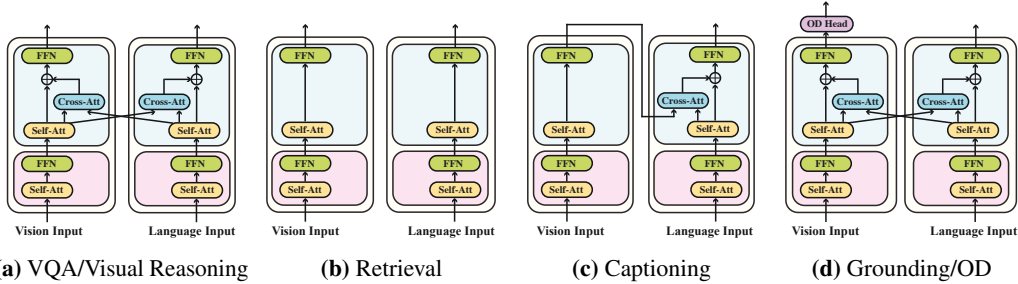 OD Head
FFN FFN FFN FFN FFN FFN FFN
Cross-Att Cross-Att Cross-Att Cross-Att Cross-Att
Self-Att Self-Att Self-Att Self-Att Self-Att Self-Att Self-Att Self-Att
FFN FFN FFN FFN FFN FFN FFN FFN
Self-Att Self-Att Self-Att Self-Att Self-Att Self-Att Self-Att Self-Att
Vision Input Language Input Vision Input Language Input Vision Input Language Input Vision Input Language Input
(a) VQA/Visual Reasoning (b) Retrieval (c) Captioning (d) Grounding/OD